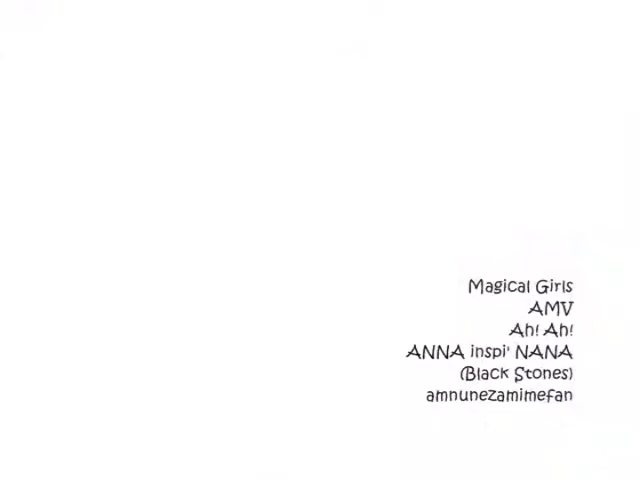 Magical Girls
AMV
Ah! Ah!
ANNA inspi' NANA
(Black Stones)
amnunezamimefan